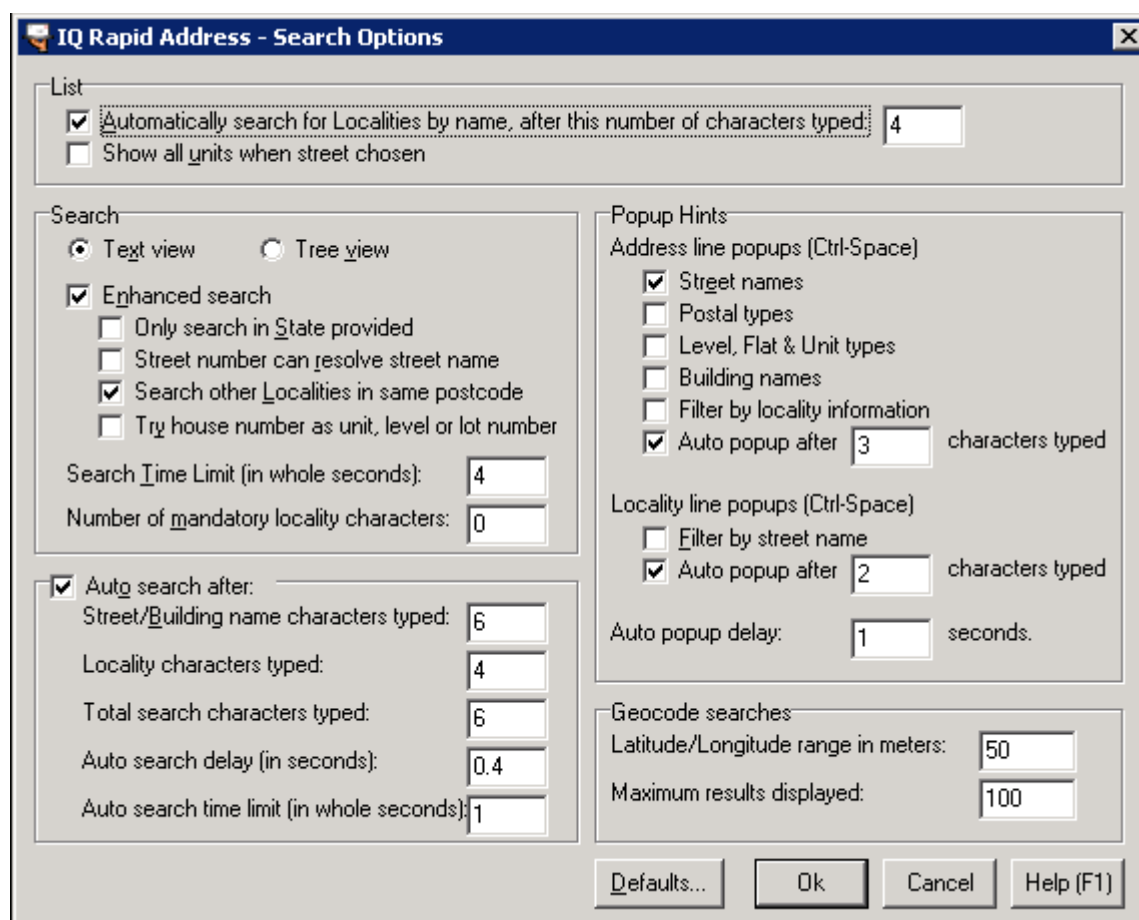 IQ Rapid Address - Search Options
List
Automatically search for Localities by name, after this number of characters typed: 4
Show all units when street chosen
Search
Text view Tree view
Enhanced search
Only search in State provided
Street number can resolve street name
Search other Localities in same postcode
Try house number as unit, level or lot number
Search Time Limit (in whole seconds): 4
Number of mandatory locality characters: 0
Auto search after:
Street/Building name characters typed: 6
Locality characters typed: 4
Total search characters typed: 6
Auto search delay (in seconds): 0.4
Auto search time limit (in whole seconds): 1
Popup Hints
Address line popups (Ctrl-Space)
Street names
Postal types
Level, Flat & Unit types
Building names
Filter by locality information
Auto popup after 3 characters typed
Locality line popups (Ctrl-Space)
Filter by street name
Auto popup after 2 characters typed
Auto popup delay: 1 seconds.
Geocode searches
Latitude/Longitude range in meters: 50
Maximum results displayed: 100
Defaults... Ok Cancel Help (F1)